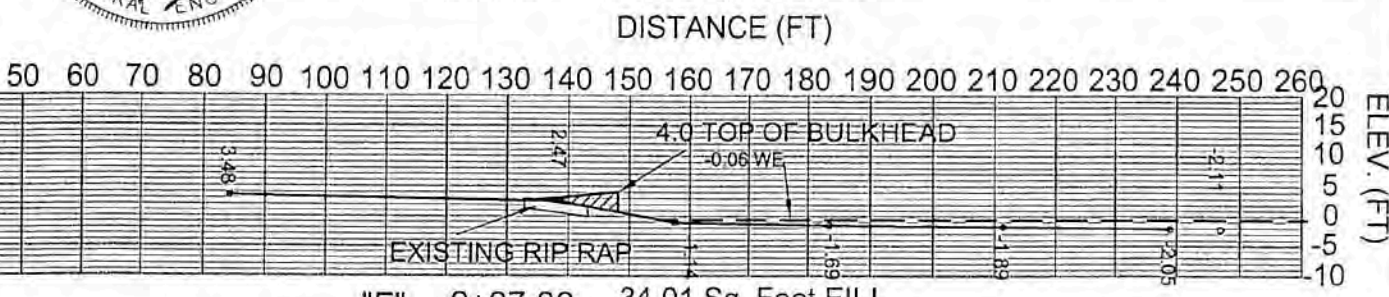 RAL ENG
DISTANCE (FT)
50 60 70 80 90 100 110 120 130 140 150 160 170 180 190 200 210 220 230 240 250 260
20
15
10
5
0
-5
-10
ELEV. (FT)
4.0 TOP OF BULKHEAD
-0.06 WE
3.48
2.47
-2.11
EXISTING RIP RAP
-1.14
-1.69
-1.89
-2.05
34.01 Sq. Feet FILL